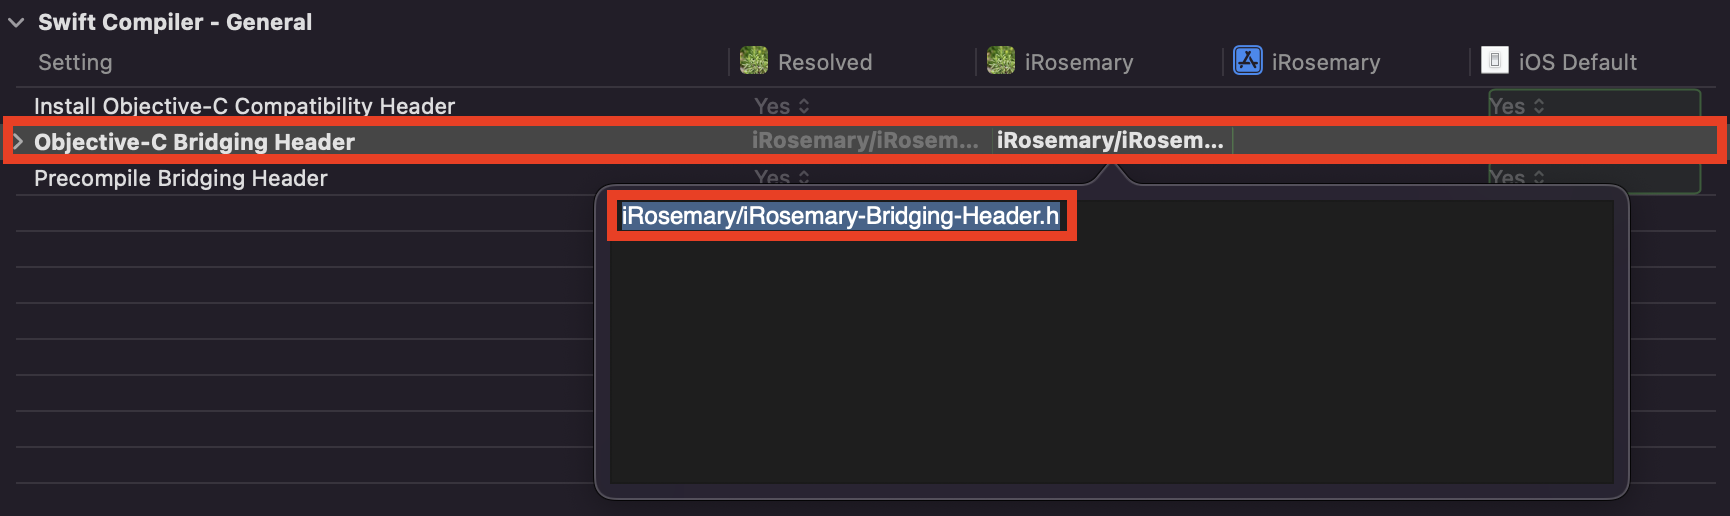 Swift Compiler - General
Setting Resolved iRosemary iRosemary iOS Default
Install Objective-C Compatibility Header Yes Yes
Objective-C Bridging Header iRosemary/iRosem... iRosemary/iRosem...
Precompile Bridging Header Yes Yes
iRosemary/iRosemary-Bridging-Header.h